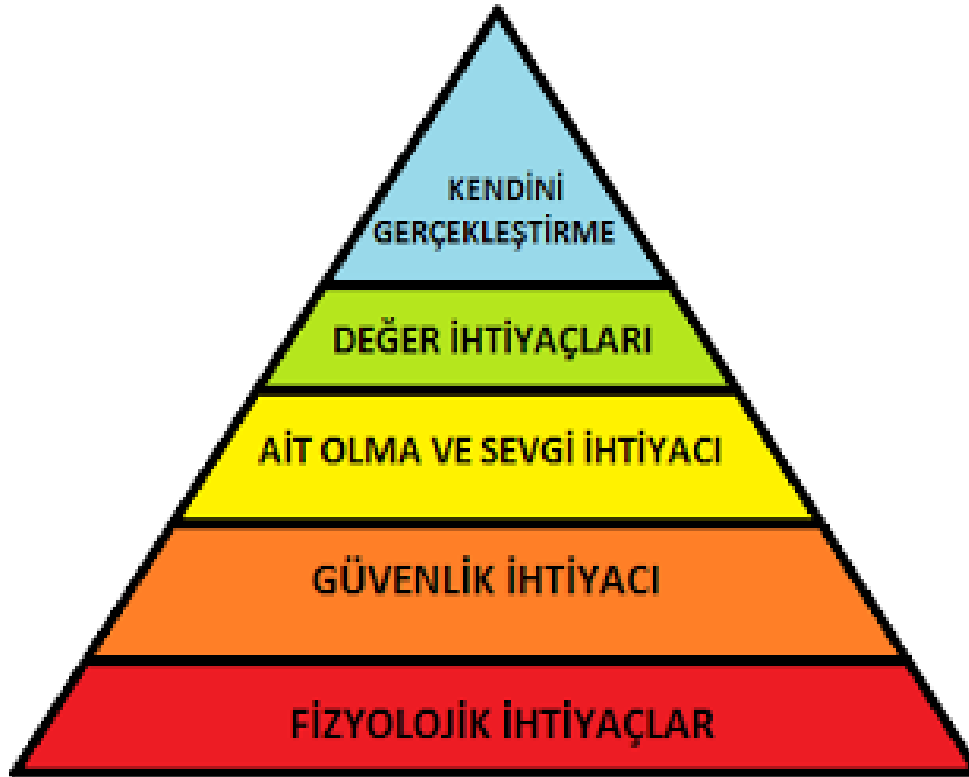 KENDİNİ
GERÇEKLEŞTİRME
DEĞER İHTİYAÇLARI
AİT OLMA VE SEVGİ İHTİYACI
GÜVENLİK İHTİYACI
FİZYOLOJİK İHTİYAÇLAR